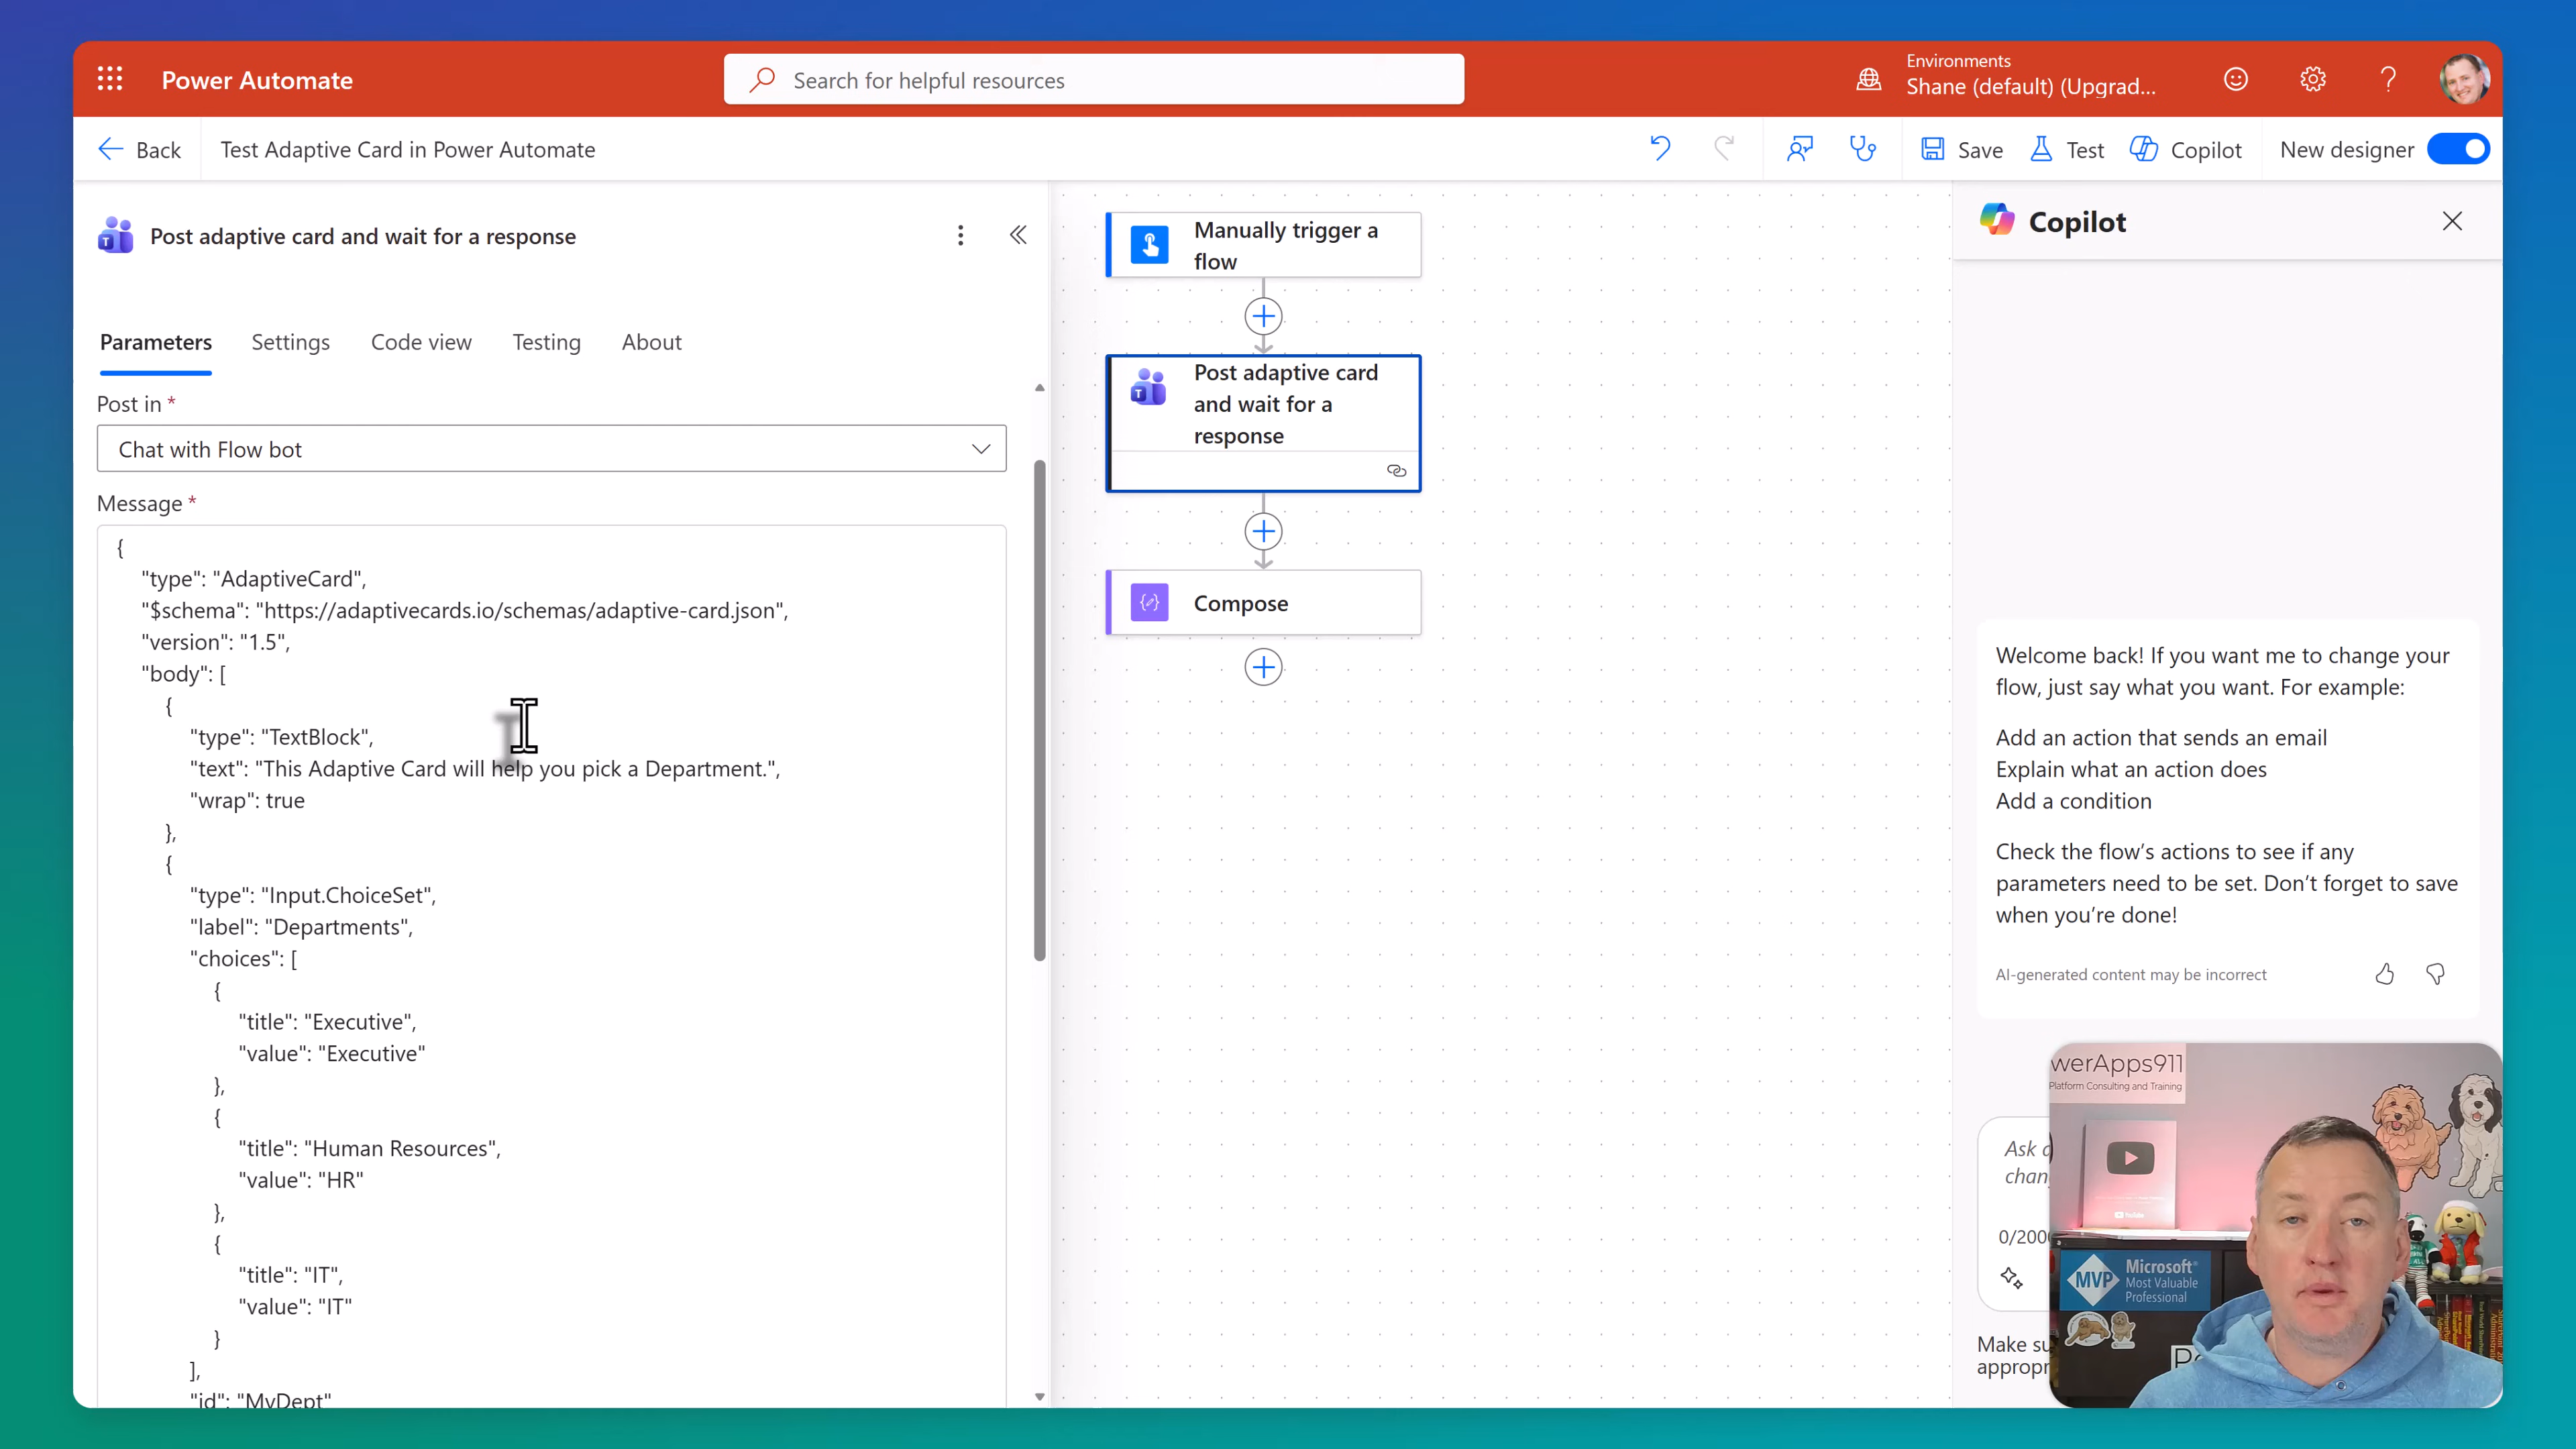 Power Automate
Search for helpful resources
Environments
Shane (default) (Upgrad...
Back
Test Adaptive Card in Power Automate
Save
Test
Copilot
New designer
Post adaptive card and wait for a response
Parameters
Settings
Code view
Testing
About
Post in *
Chat with Flow bot
Message *
{
"type": "AdaptiveCard",
"$schema": "https://adaptivecards.io/schemas/adaptive-card.json",
"version": "1.5",
"body": [
{
"type": "TextBlock",
"text": "This Adaptive Card will help you pick a Department.",
"wrap": true
},
{
"type": "Input.ChoiceSet",
"label": "Departments",
"choices": [
{
"title": "Executive",
"value": "Executive"
},
{
"title": "Human Resources",
"value": "HR"
},
{
"title": "IT",
"value": "IT"
}
],
"id": "MyDept"
Manually trigger a
flow
Post adaptive card
and wait for a
response
Compose
Copilot
Welcome back! If you want me to change your
flow, just say what you want. For example:
Add an action that sends an email
Explain what an action does
Add a condition
Check the flow's actions to see if any
parameters need to be set. Don't forget to save
when you're done!
AI-generated content may be incorrect
Ask
chan
0/2000
Make su
appropr
werApps911
Platform Consulting and Training
YouTube
MVP
Microsoft®
Most Valuable
Professional